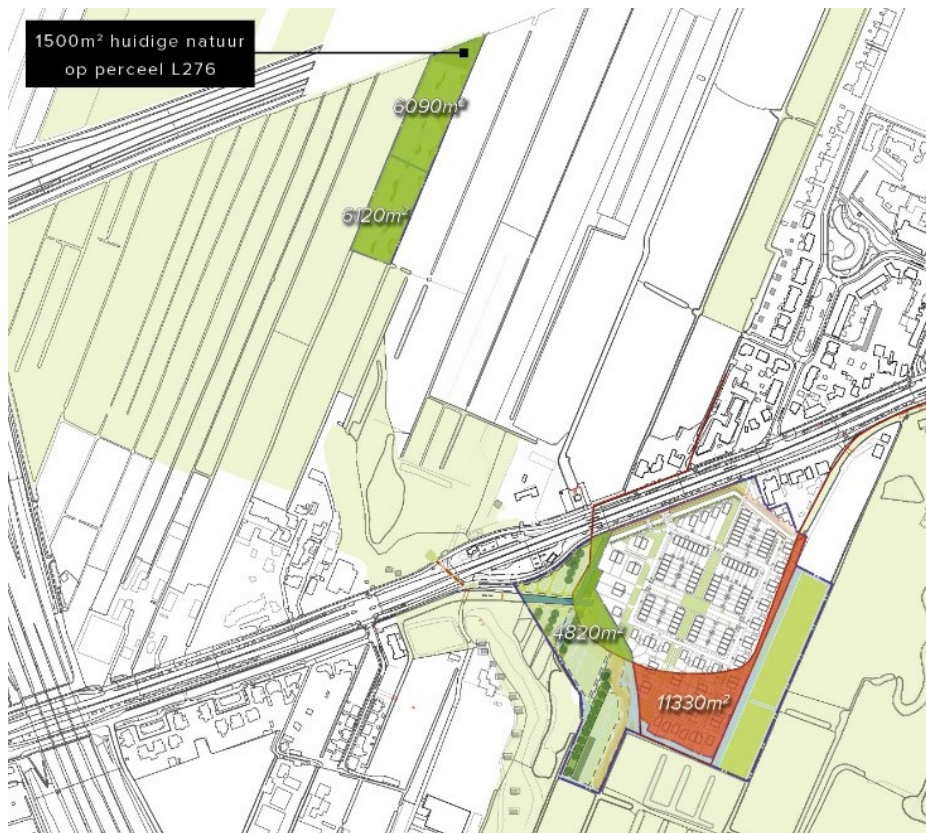 1500m² huidige natuur
op perceel L276
6090m²
6120m²
4820m²
11330m²